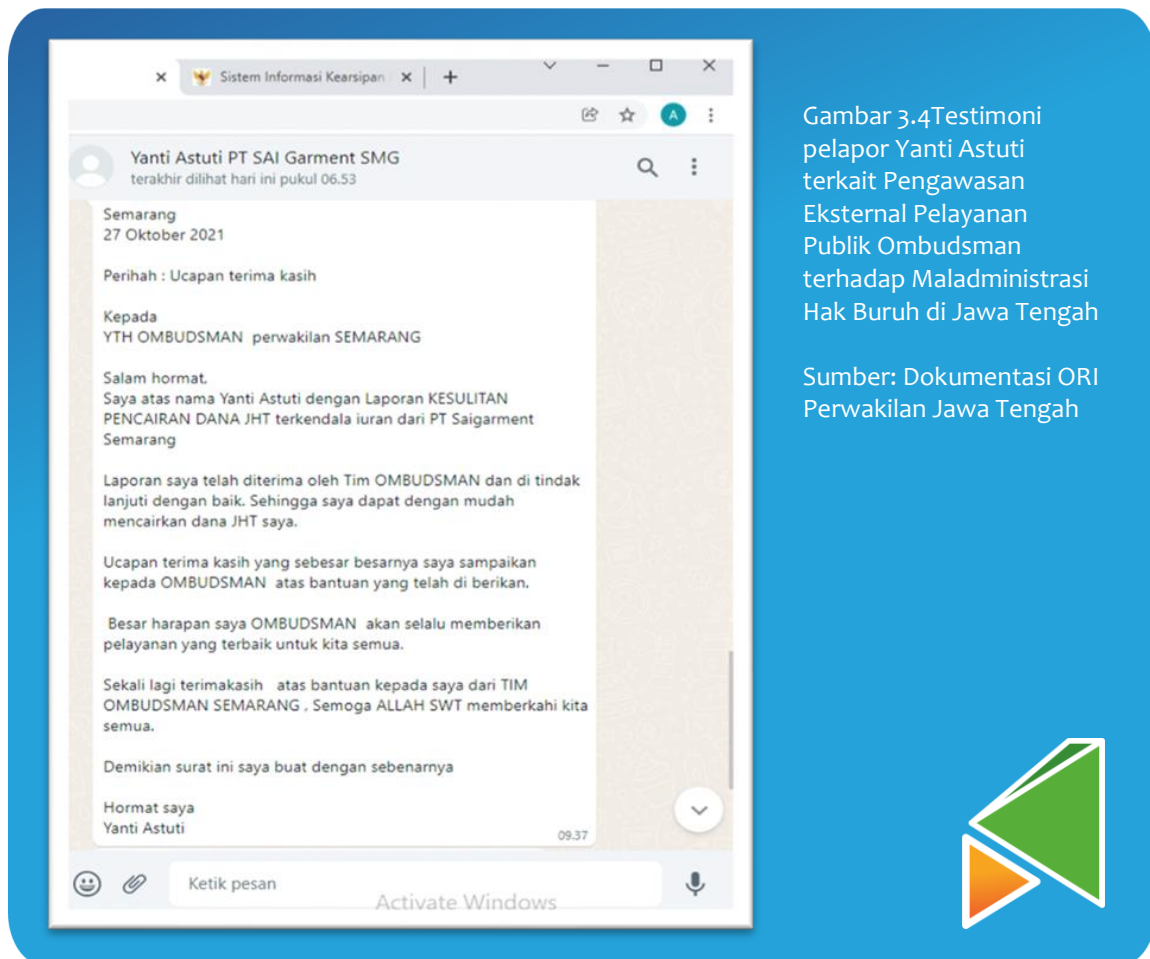 Sistem Informasi Kearsipan
A
Yanti Astuti PT SAI Garment SMG
terakhir dilihat hari ini pukul 06.53
Semarang
27 Oktober 2021
Perihah : Ucapan terima kasih
Kepada
YTH OMBUDSMAN perwakilan SEMARANG
Salam hormat,
Saya atas nama Yanti Astuti dengan Laporan KESULITAN
PENCAIRAN DANA JHT terkendala iuran dari PT Saigarment
Semarang
Laporan saya telah diterima oleh Tim OMBUDSMAN dan di tindak
lanjuti dengan baik. Sehingga saya dapat dengan mudah
mencairkan dana JHT saya.
Ucapan terima kasih yang sebesar besarnya saya sampaikan
kepada OMBUDSMAN atas bantuan yang telah di berikan.
Besar harapan saya OMBUDSMAN akan selalu memberikan
pelayanan yang terbaik untuk kita semua.
Sekali lagi terimakasih atas bantuan kepada saya dari TIM
OMBUDSMAN SEMARANG , Semoga ALLAH SWT memberkahi kita
semua.
Demikian surat ini saya buat dengan sebenarnya
Hormat saya
Yanti Astuti
09.37
Ketik pesan
Activate Windows
Gambar 3.4Testimoni
pelapor Yanti Astuti
terkait Pengawasan
Eksternal Pelayanan
Publik Ombudsman
terhadap Maladministrasi
Hak Buruh di Jawa Tengah
Sumber: Dokumentasi ORI
Perwakilan Jawa Tengah